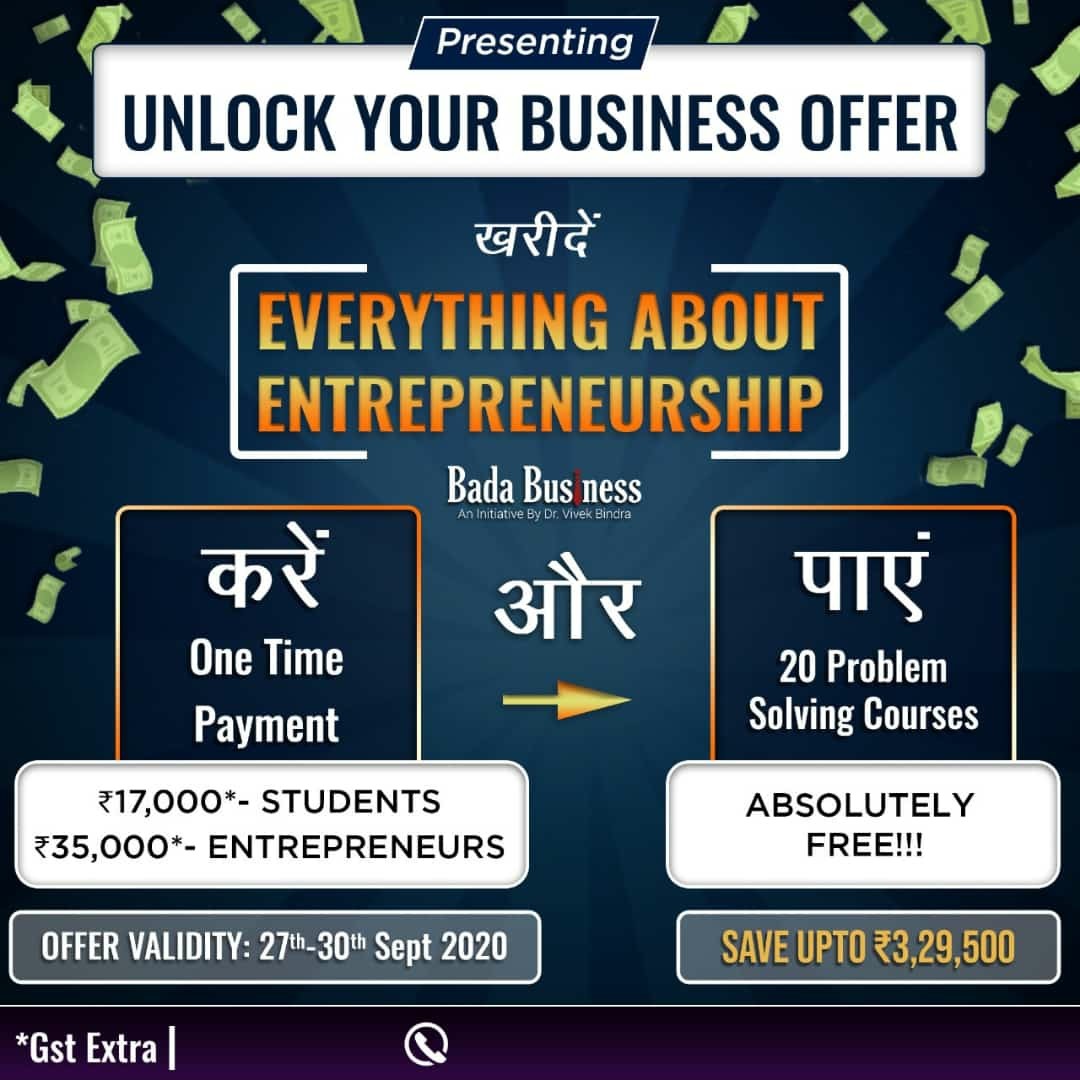 Presenting
UNLOCK YOUR BUSINESS OFFER
खरीदें
EVERYTHING ABOUT
ENTREPRENEURSHIP
Bada Business
An Initiative By Dr. Vivek Bindra
करें
One Time
Payment
₹17,000*- STUDENTS
₹35,000*- ENTREPRENEURS
और
पाएं
20 Problem
Solving Courses
ABSOLUTELY
FREE!!!
OFFER VALIDITY: 27th-30th Sept 2020
SAVE UPTO ₹3,29,500
*Gst Extra |